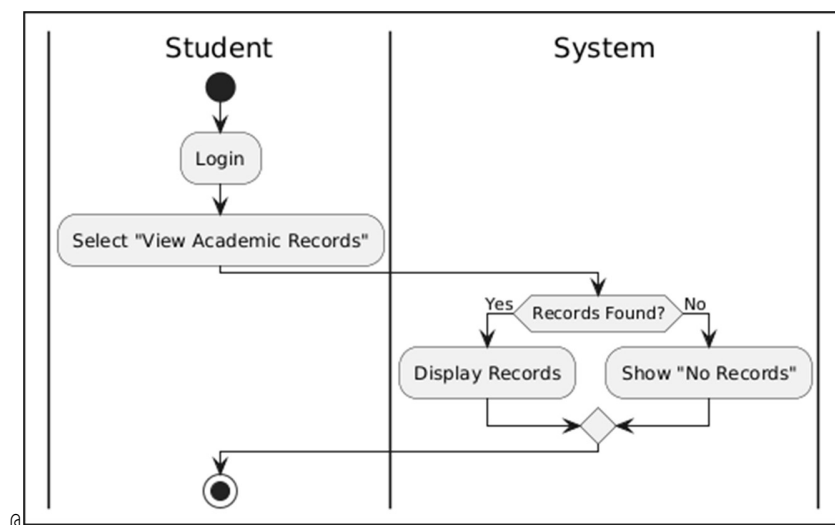 Student
System
Login
Select "View Academic Records"
Yes
Records Found?
No
Display Records
Show "No Records"
@